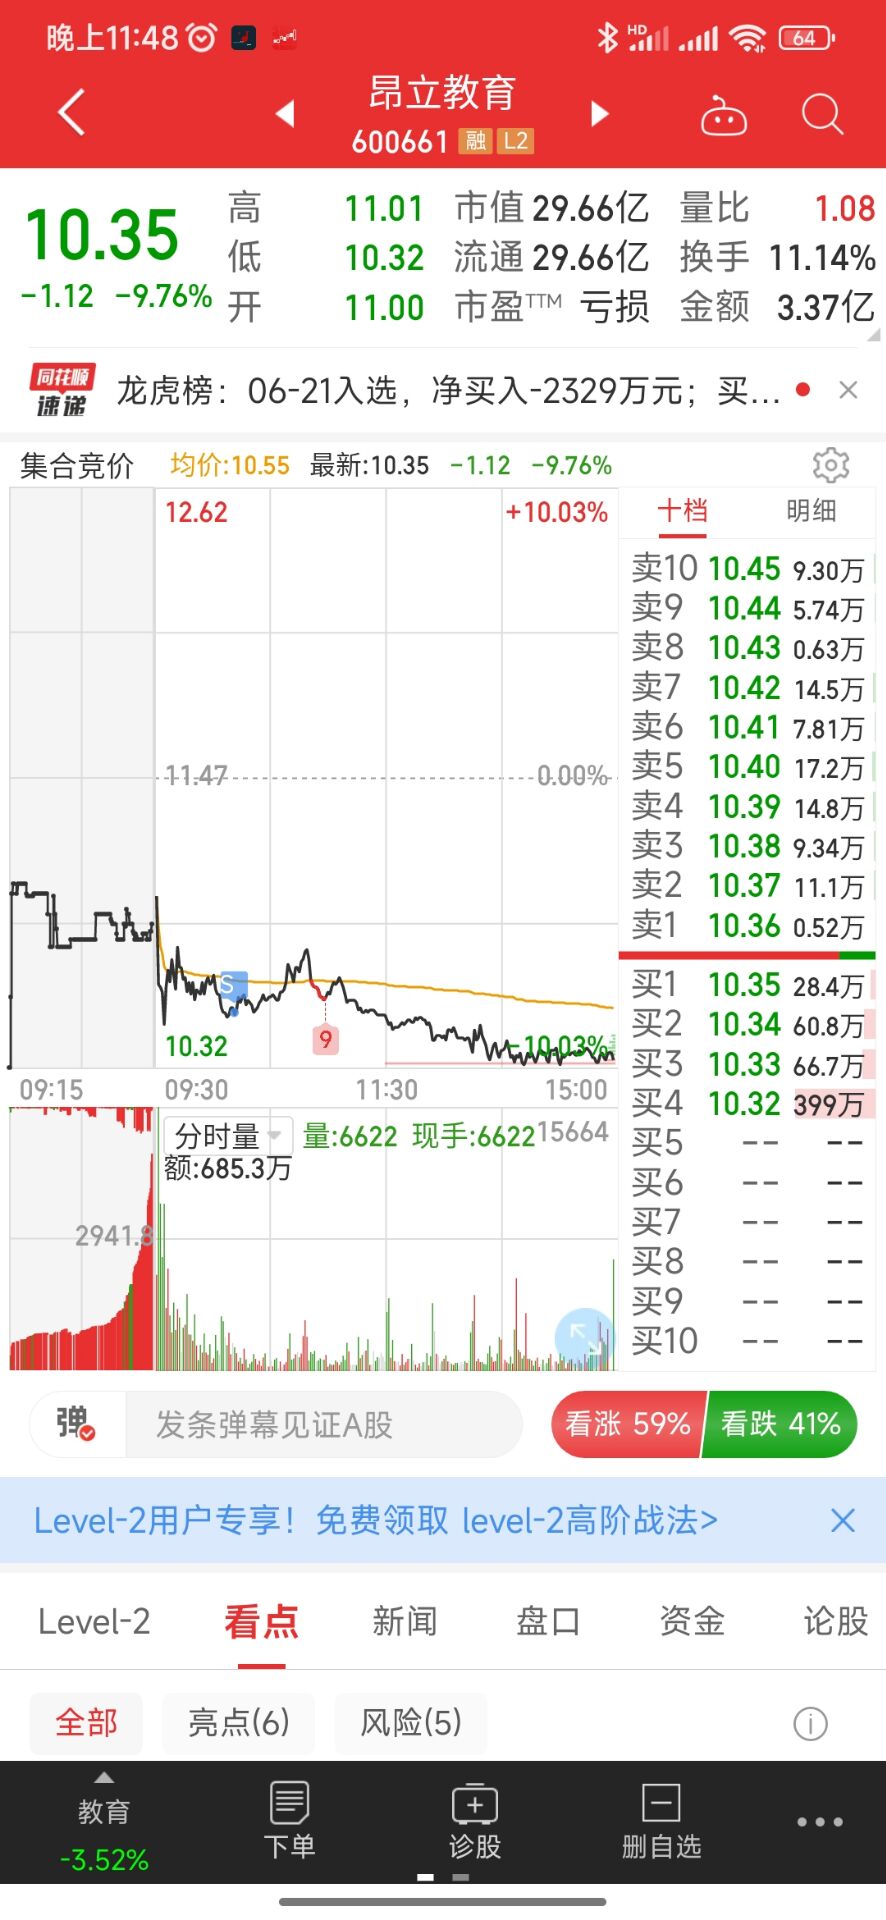 晚上11:48
HD
64
昂立教育
600661 融 L2
10.35
-1.12 -9.76%
高 11.01 市值 29.66亿 量比 1.08
低 10.32 流通 29.66亿 换手 11.14%
开 11.00 市盈TTM 亏损 金额 3.37亿
同花顺
速递
龙虎榜：06-21入选，净买入-2329万元；买...
集合竞价 均价:10.55 最新:10.35 -1.12 -9.76%
十档 明细
12.62 +10.03%
11.47 0.00%
S
9
10.32 -10.03%
09:15 09:30 11:30 15:00
卖10 10.45 9.30万
卖9 10.44 5.74万
卖8 10.43 0.63万
卖7 10.42 14.5万
卖6 10.41 7.81万
卖5 10.40 17.2万
卖4 10.39 14.8万
卖3 10.38 9.34万
卖2 10.37 11.1万
卖1 10.36 0.52万
买1 10.35 28.4万
买2 10.34 60.8万
买3 10.33 66.7万
买4 10.32 399万
买5 -- --
买6 -- --
买7 -- --
买8 -- --
买9 -- --
买10 -- --
分时量 量:6622 现手:6622 15664
额:685.3万
2941.8
弹 发条弹幕见证A股 看涨 59% 看跌 41%
Level-2用户专享！免费领取 level-2高阶战法>
Level-2 看点 新闻 盘口 资金 论股
全部 亮点(6) 风险(5)
教育 下单 诊股 删自选
-3.52%